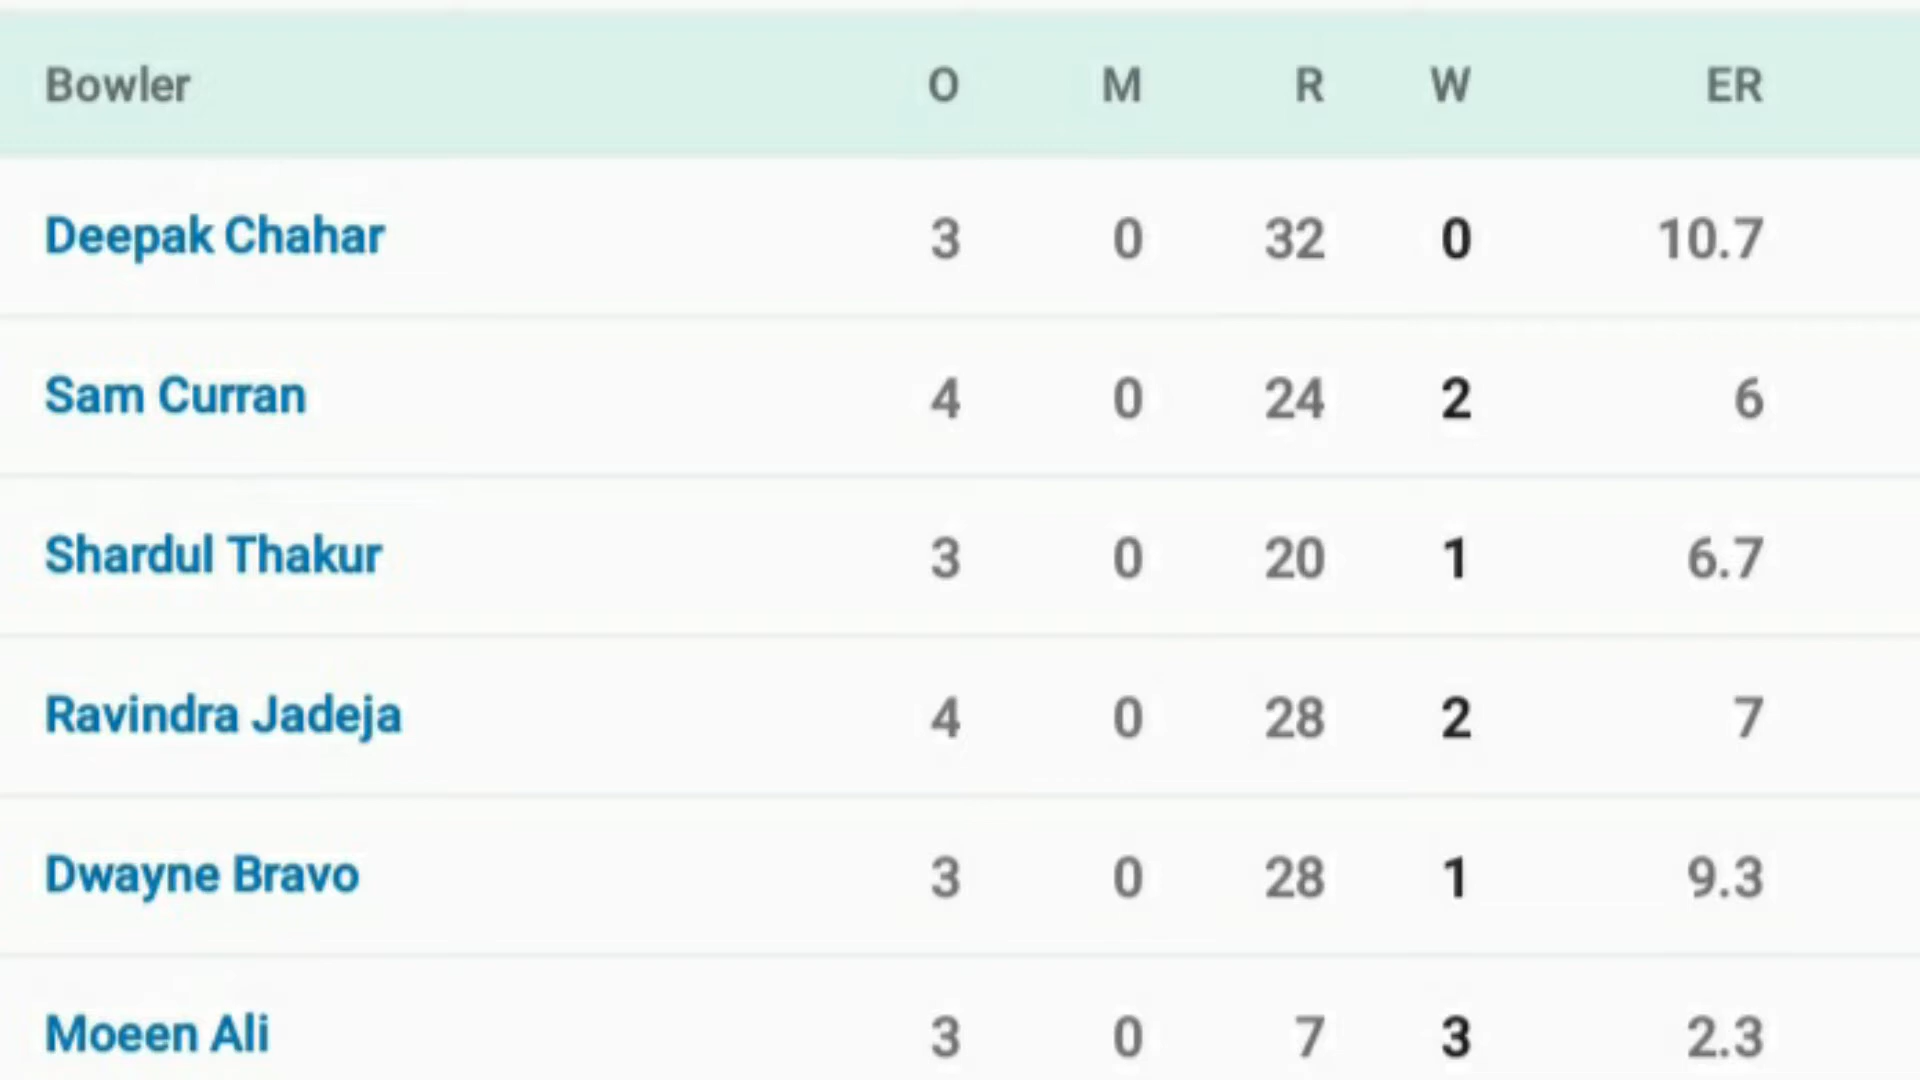 Bowler O M R W ER
Deepak Chahar 3 0 32 0 10.7
Sam Curran 4 0 24 2 6
Shardul Thakur 3 0 20 1 6.7
Ravindra Jadeja 4 0 28 2 7
Dwayne Bravo 3 0 28 1 9.3
Moeen Ali 3 0 7 3 2.3